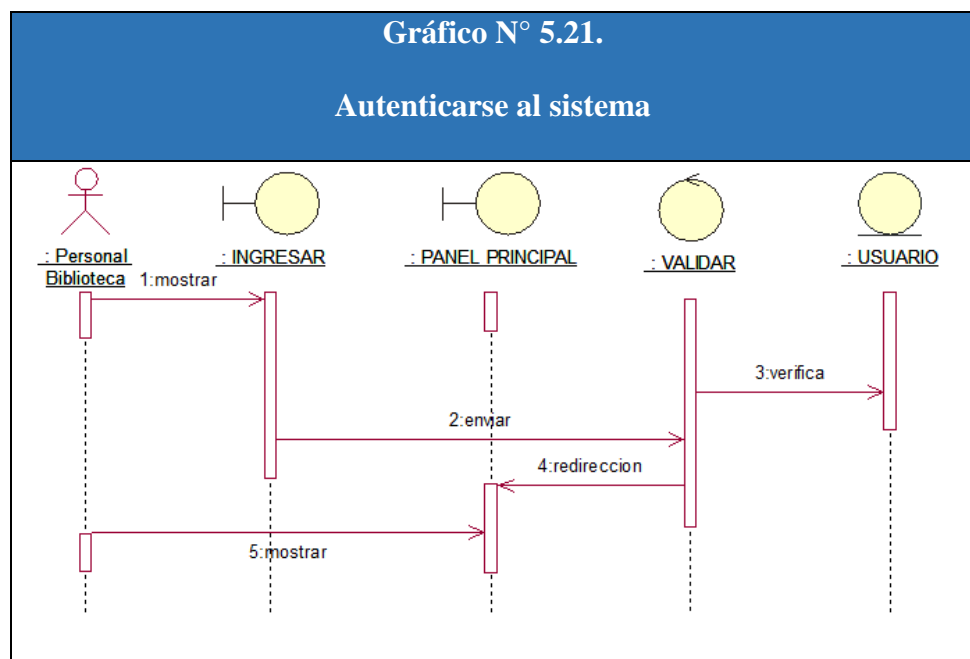 Gráfico N° 5.21.
Autenticarse al sistema
: Personal
Biblioteca
: INGRESAR
: PANEL PRINCIPAL
: VALIDAR
: USUARIO
1:mostrar
3:verifica
2:enviar
4:redireccion
5:mostrar